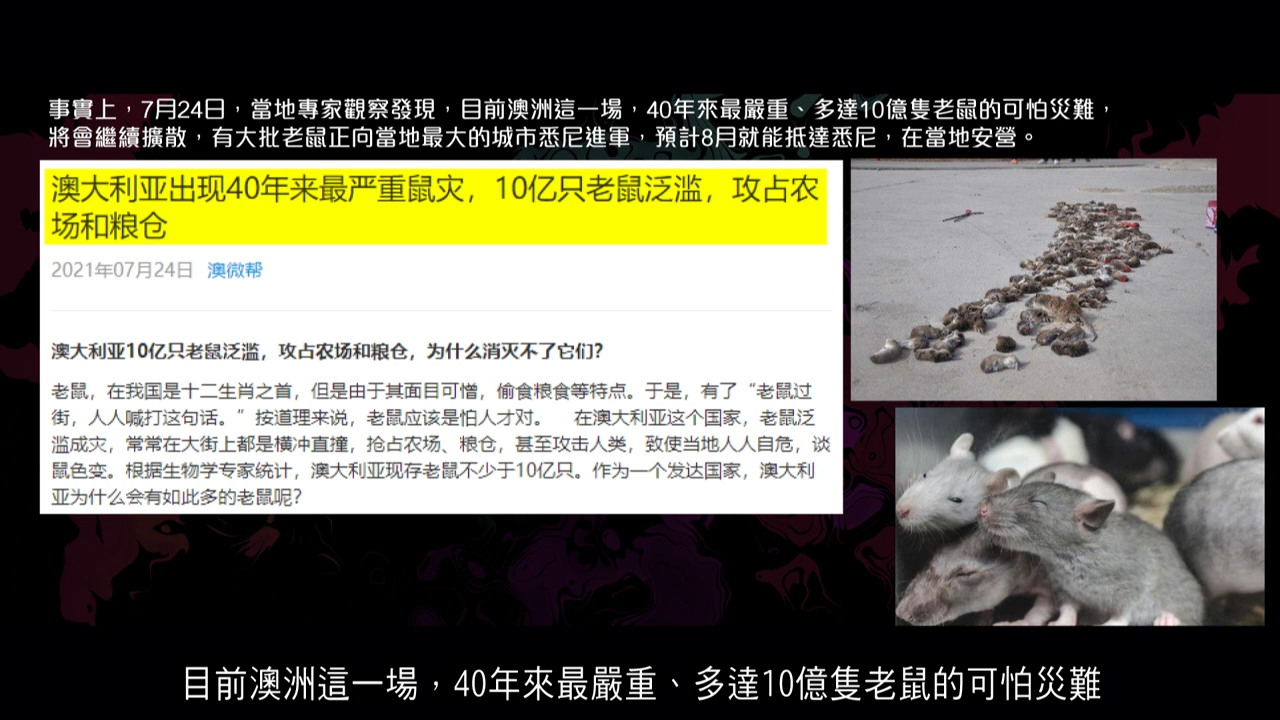 事實上，7月24日，當地專家觀察發現，目前澳洲這一場，40年來最嚴重、多達10億隻老鼠的可怕災難，
將會繼續擴散，有大批老鼠正向當地最大的城市悉尼進軍，預計8月就能抵達悉尼，在當地安營。
澳大利亚出现40年来最严重鼠灾，10亿只老鼠泛滥，攻占农
场和粮仓
2021年07月24日 澳微帮
澳大利亚10亿只老鼠泛滥，攻占农场和粮仓，为什么消灭不了它们？
老鼠，在我国是十二生肖之首，但是由于其面目可憎，偷食粮食等特点。于是，有了“老鼠过
街，人人喊打这句话。”按道理来说，老鼠应该是怕人才对。 在澳大利亚这个国家，老鼠泛
滥成灾，常常在大街上都是横冲直撞，抢占农场、粮仓，甚至攻击人类，致使当地人人自危，谈
鼠色变。根据生物学专家统计，澳大利亚现存老鼠不少于10亿只。作为一个发达国家，澳大利
亚为什么会有如此多的老鼠呢？
目前澳洲這一場，40年來最嚴重、多達10億隻老鼠的可怕災難